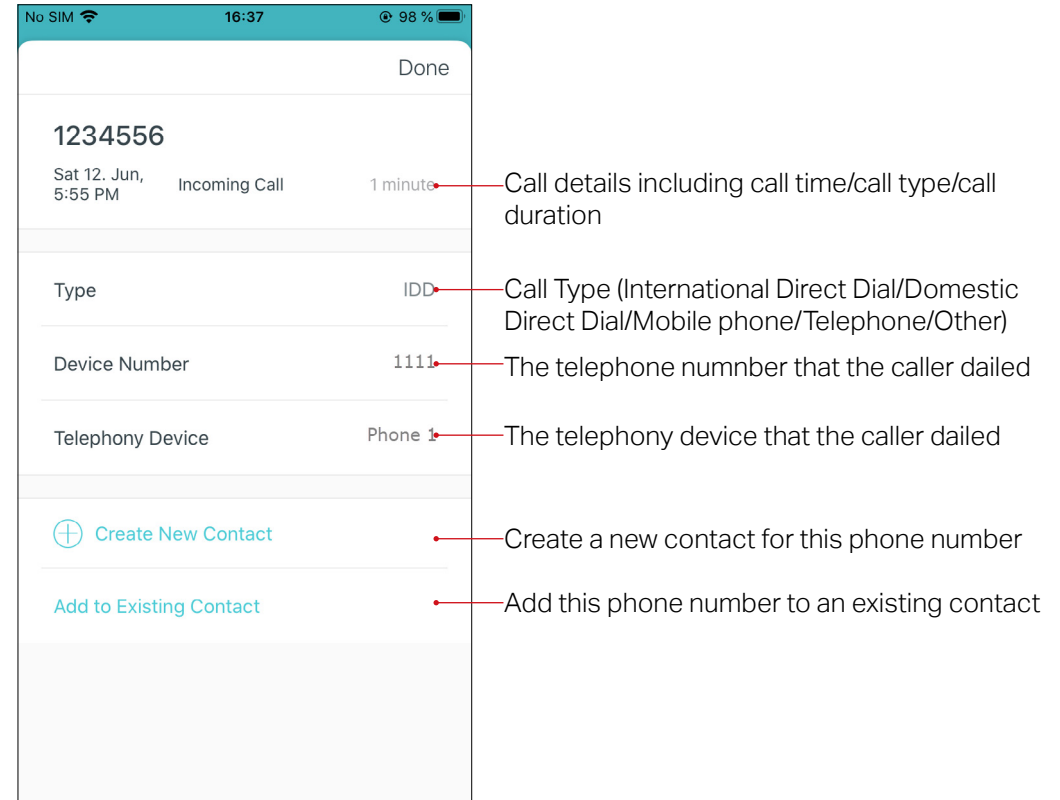 No SIM 16:37 98 %
Done
1234556
Sat 12. Jun,
5:55 PM
Incoming Call
1 minute
Call details including call time/call type/call
duration
Type
IDD
Call Type (International Direct Dial/Domestic
Direct Dial/Mobile phone/Telephone/Other)
Device Number
1111
The telephone numnber that the caller dailed
Telephony Device
Phone 1
The telephony device that the caller dailed
Create New Contact
Create a new contact for this phone number
Add to Existing Contact
Add this phone number to an existing contact